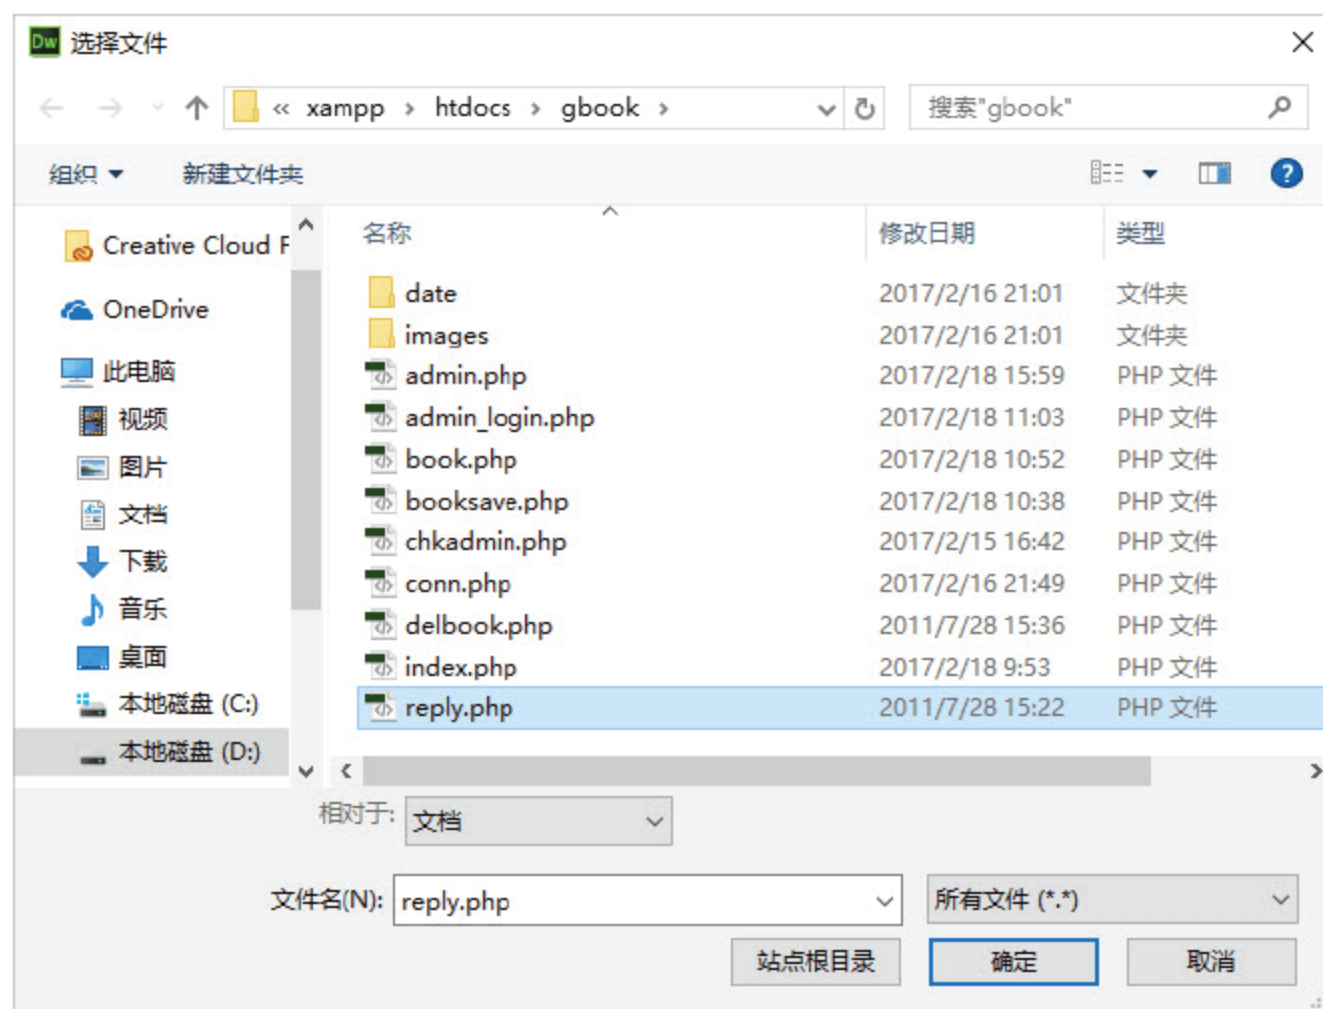 Dw 选择文件
« xampp › htdocs › gbook › 搜索"gbook"
组织 新建文件夹 ?
名称 修改日期 类型
Creative Cloud F
OneDrive
此电脑
视频
图片
文档
下载
音乐
桌面
本地磁盘 (C:)
本地磁盘 (D:)
date 2017/2/16 21:01 文件夹
images 2017/2/16 21:01 文件夹
admin.php 2017/2/18 15:59 PHP 文件
admin_login.php 2017/2/18 11:03 PHP 文件
book.php 2017/2/18 10:52 PHP 文件
booksave.php 2017/2/18 10:38 PHP 文件
chkadmin.php 2017/2/15 16:42 PHP 文件
conn.php 2017/2/16 21:49 PHP 文件
delbook.php 2011/7/28 15:36 PHP 文件
index.php 2017/2/18 9:53 PHP 文件
reply.php 2011/7/28 15:22 PHP 文件
相对于: 文档
文件名(N): reply.php 所有文件 (*.*)
站点根目录 确定 取消